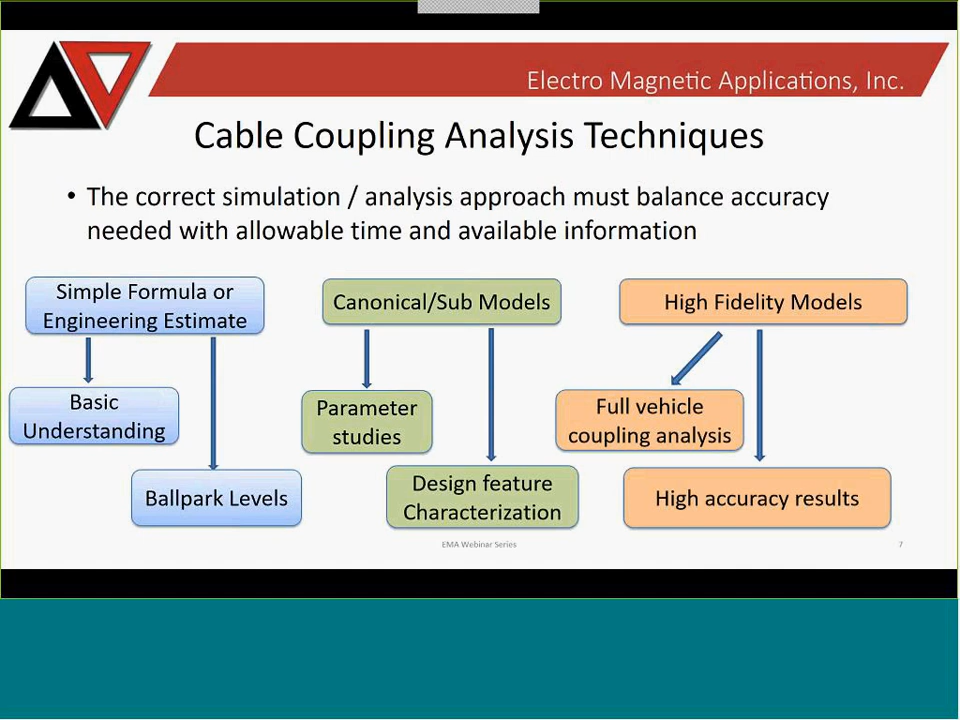 Electro Magnetic Applications, Inc.
Cable Coupling Analysis Techniques
• The correct simulation / analysis approach must balance accuracy
needed with allowable time and available information
Simple Formula or
Engineering Estimate
Basic
Understanding
Ballpark Levels
Canonical/Sub Models
Parameter
studies
Design feature
Characterization
High Fidelity Models
Full vehicle
coupling analysis
High accuracy results
EMA Webinar Series
7